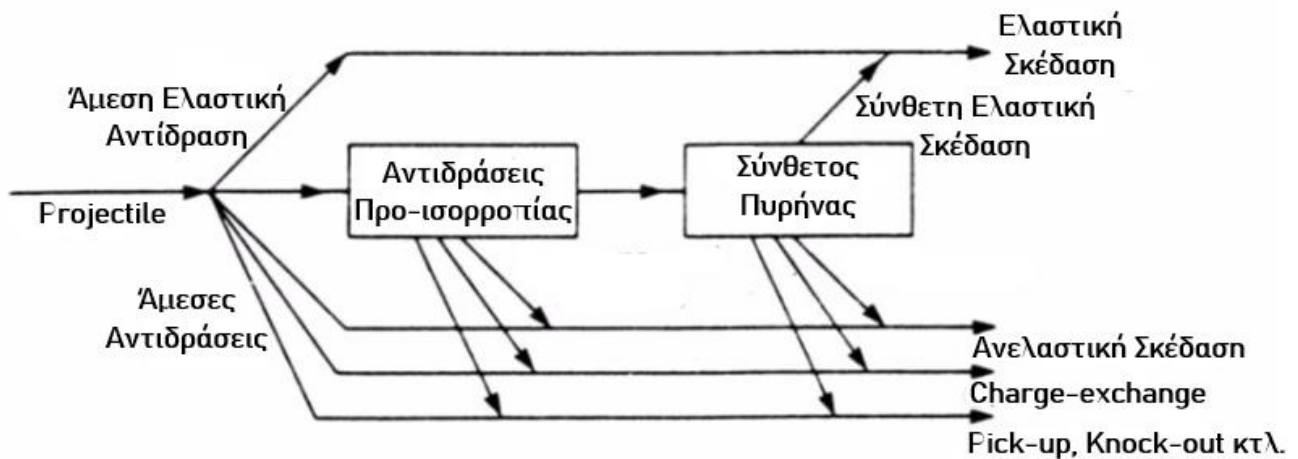 Ελαστική
Σκέδαση
Άμεση Ελαστική
Αντίδραση
Σύνθετη Ελαστική
Σκέδαση
Αντιδράσεις
Προ-ισορροπίας
Σύνθετος
Πυρήνας
Projectile
Άμεσες
Αντιδράσεις
Ανελαστική Σκέδαση
Charge-exchange
Pick-up, Knock-out κτλ.